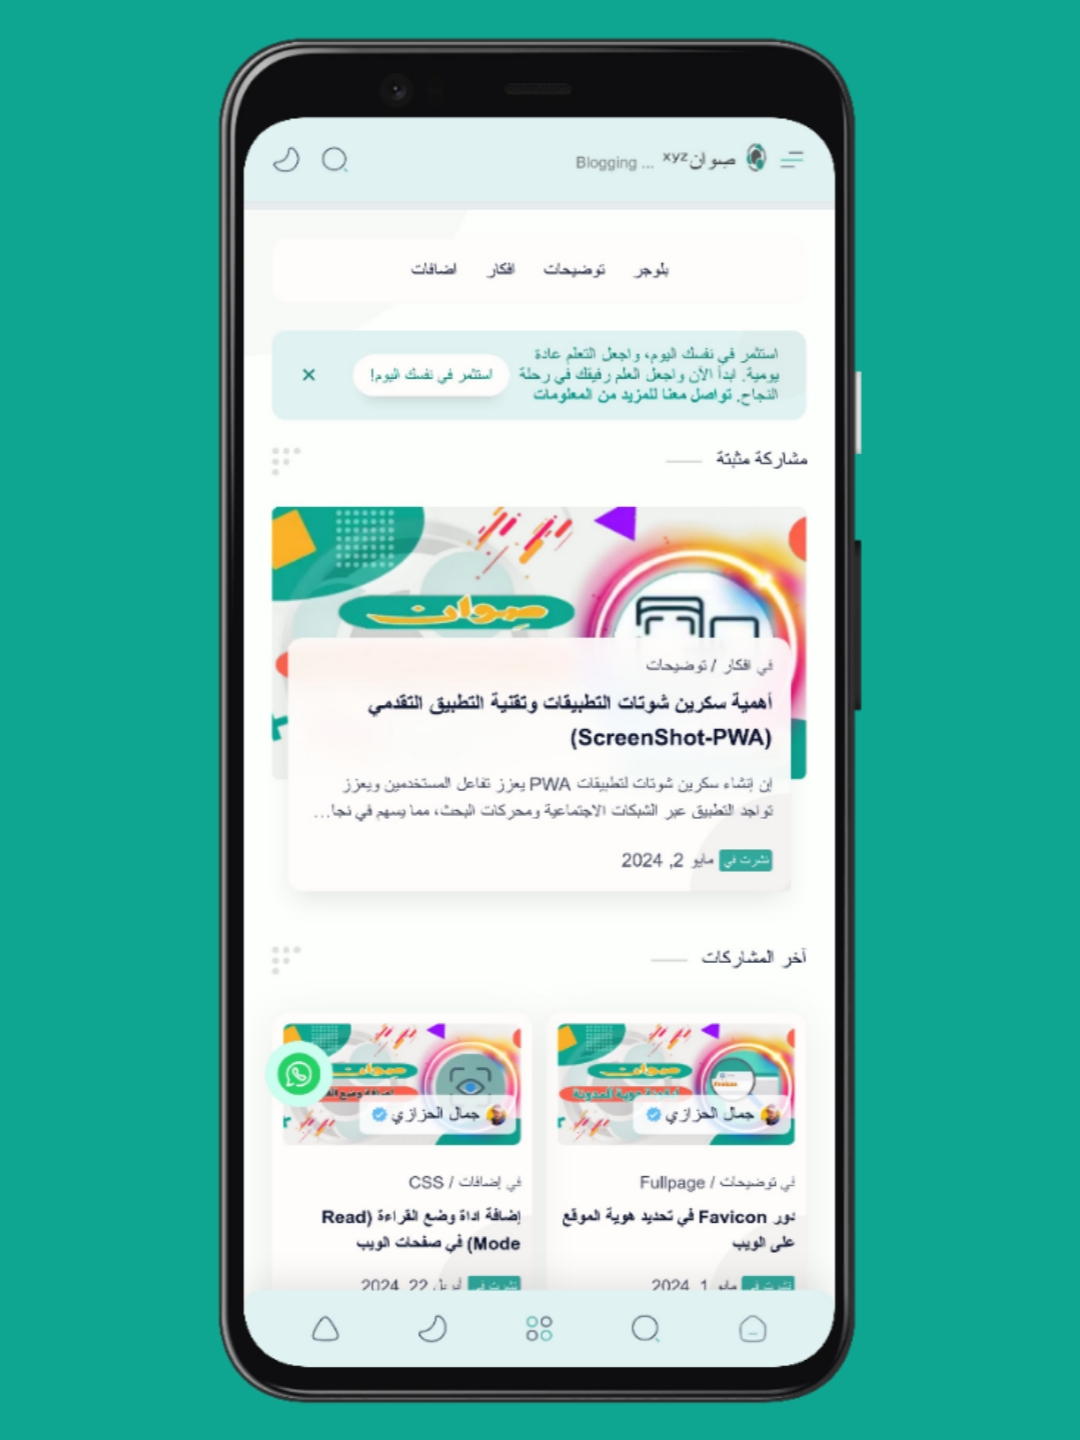 صوان xyz Blogging ...
بلوجر توضيحات افكار اضافات
استثمر في نفسك اليوم، واجعل التعلم عادة
يومية. ابدأ الآن واجعل العلم رفيقك في رحلة
النجاح. تواصل معنا للمزيد من المعلومات
استثمر في نفسك اليوم!
مشاركة مثبتة
صوان
في افكار / توضيحات
أهمية سكرين شوتات التطبيقات وتقنية التطبيق التقدمي
(ScreenShot-PWA)
إن إنشاء سكرين شوتات لتطبيقات PWA يعزز تفاعل المستخدمين ويعزز
تواجد التطبيق عبر الشبكات الاجتماعية ومحركات البحث، مما يسهم في نجا...
نشرت في مايو 2, 2024
آخر المشاركات
صوان
جمال الحزازي
في توضيحات / Fullpage
دور Favicon في تحديد هوية الموقع
على الويب
نشرت في مايو 1, 2024
صوان
جمال الحزازي
في إضافات / CSS
إضافة اداة وضع القراءة (Read
Mode) في صفحات الويب
نشرت في أبريل 22, 2024